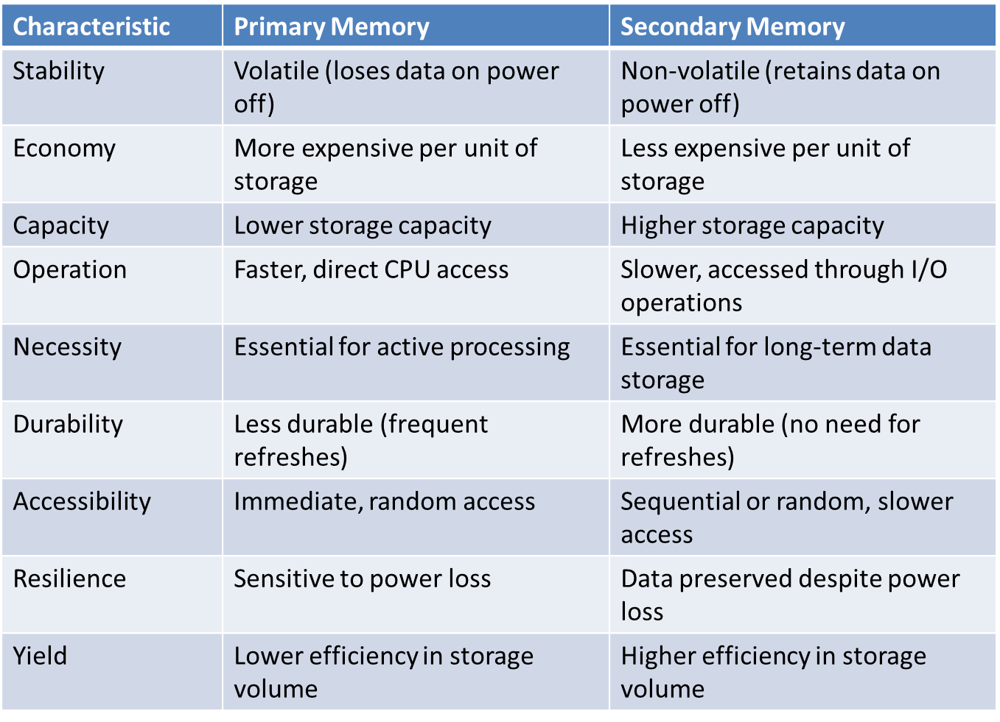 Characteristic Primary Memory Secondary Memory
Stability Volatile (loses data on power off) Non-volatile (retains data on power off)
Economy More expensive per unit of storage Less expensive per unit of storage
Capacity Lower storage capacity Higher storage capacity
Operation Faster, direct CPU access Slower, accessed through I/O operations
Necessity Essential for active processing Essential for long-term data storage
Durability Less durable (frequent refreshes) More durable (no need for refreshes)
Accessibility Immediate, random access Sequential or random, slower access
Resilience Sensitive to power loss Data preserved despite power loss
Yield Lower efficiency in storage volume Higher efficiency in storage volume